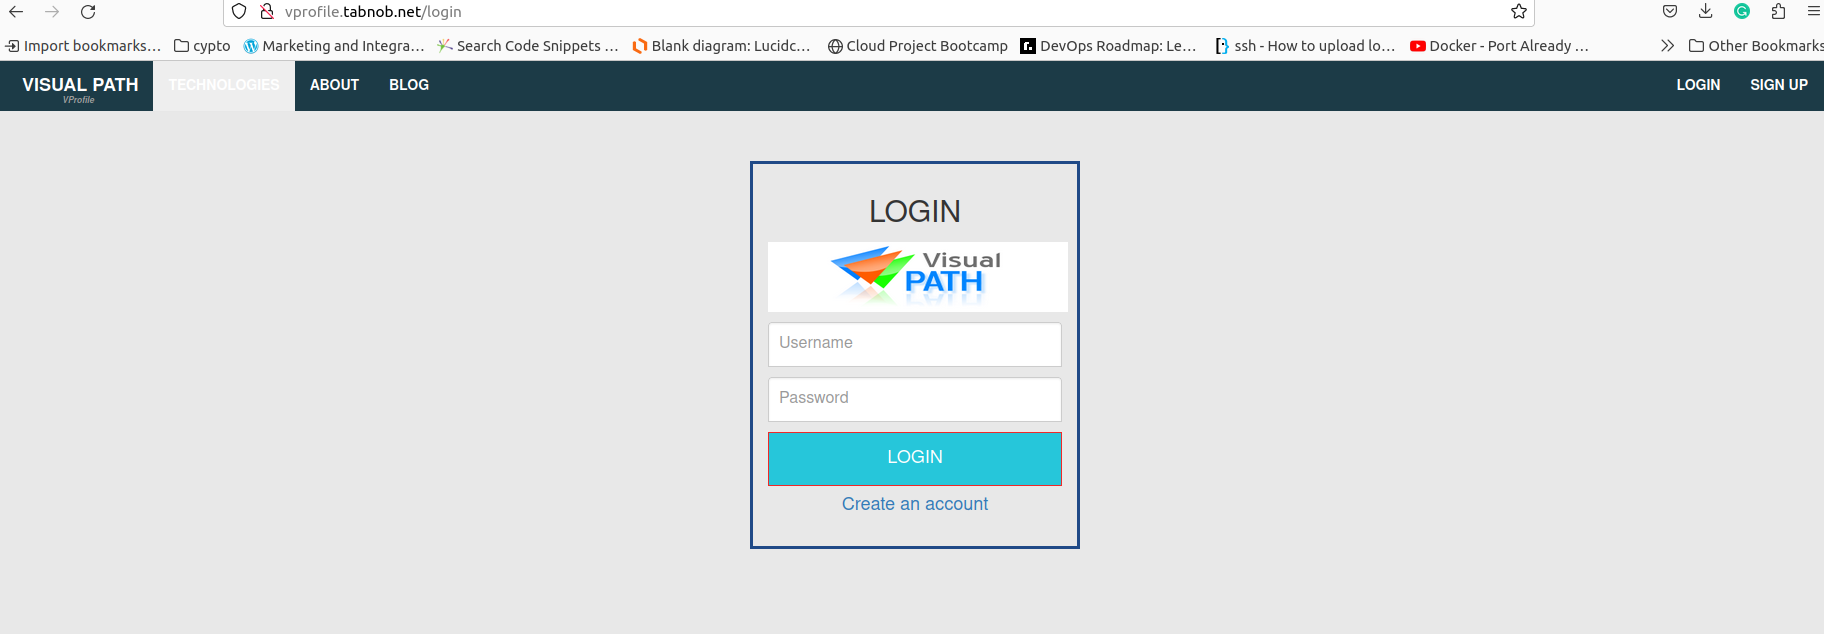 vprofile.tabnob.net/login
Import bookmarks... cypto Marketing and Integra... Search Code Snippets ... Blank diagram: Lucidc... Cloud Project Bootcamp DevOps Roadmap: Le... ssh - How to upload lo... Docker - Port Already ... Other Bookmarks
VISUAL PATH TECHNOLOGIES ABOUT BLOG LOGIN SIGN UP
VProfile
LOGIN
Visual
PATH
Username
Password
LOGIN
Create an account